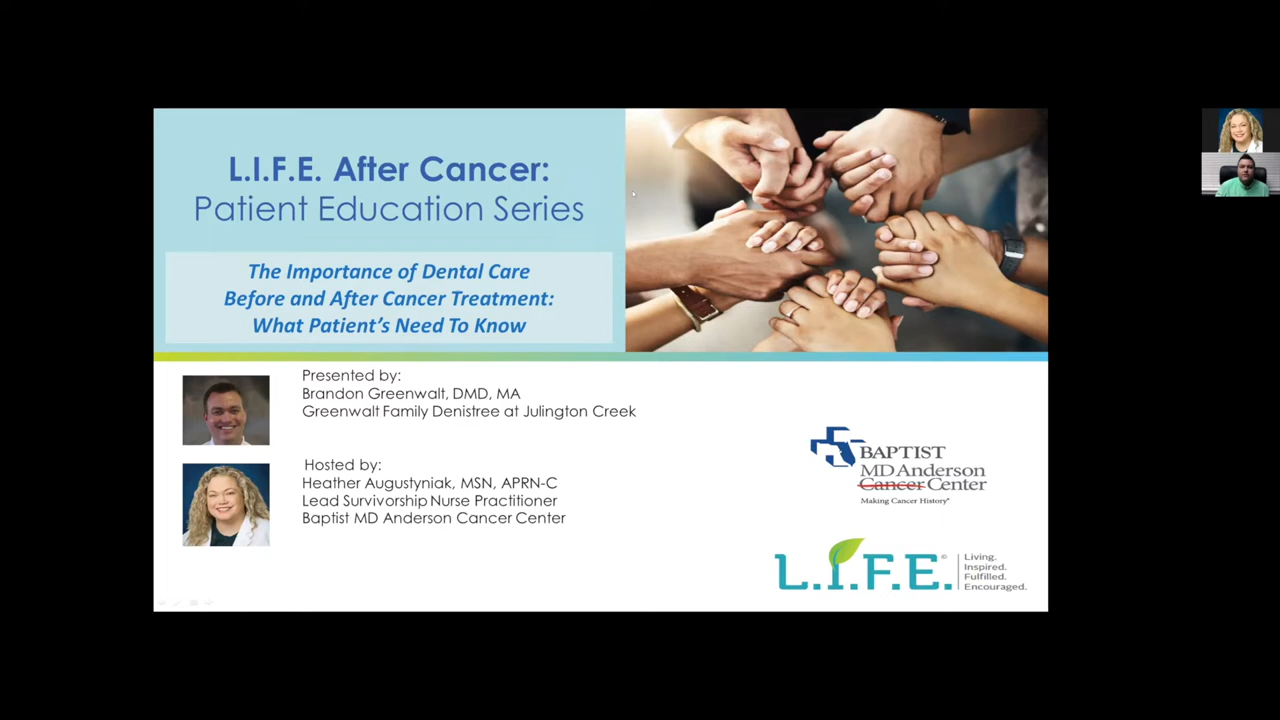 L.I.F.E. After Cancer:
Patient Education Series
The Importance of Dental Care
Before and After Cancer Treatment:
What Patient's Need To Know
Presented by:
Brandon Greenwalt, DMD, MA
Greenwalt Family Denistree at Julington Creek
Hosted by:
Heather Augustyniak, MSN, APRN-C
Lead Survivorship Nurse Practitioner
Baptist MD Anderson Cancer Center
BAPTIST
MD Anderson
Cancer Center
Making Cancer History®
L.I.F.E.©
Living.
Inspired.
Fulfilled.
Encouraged.